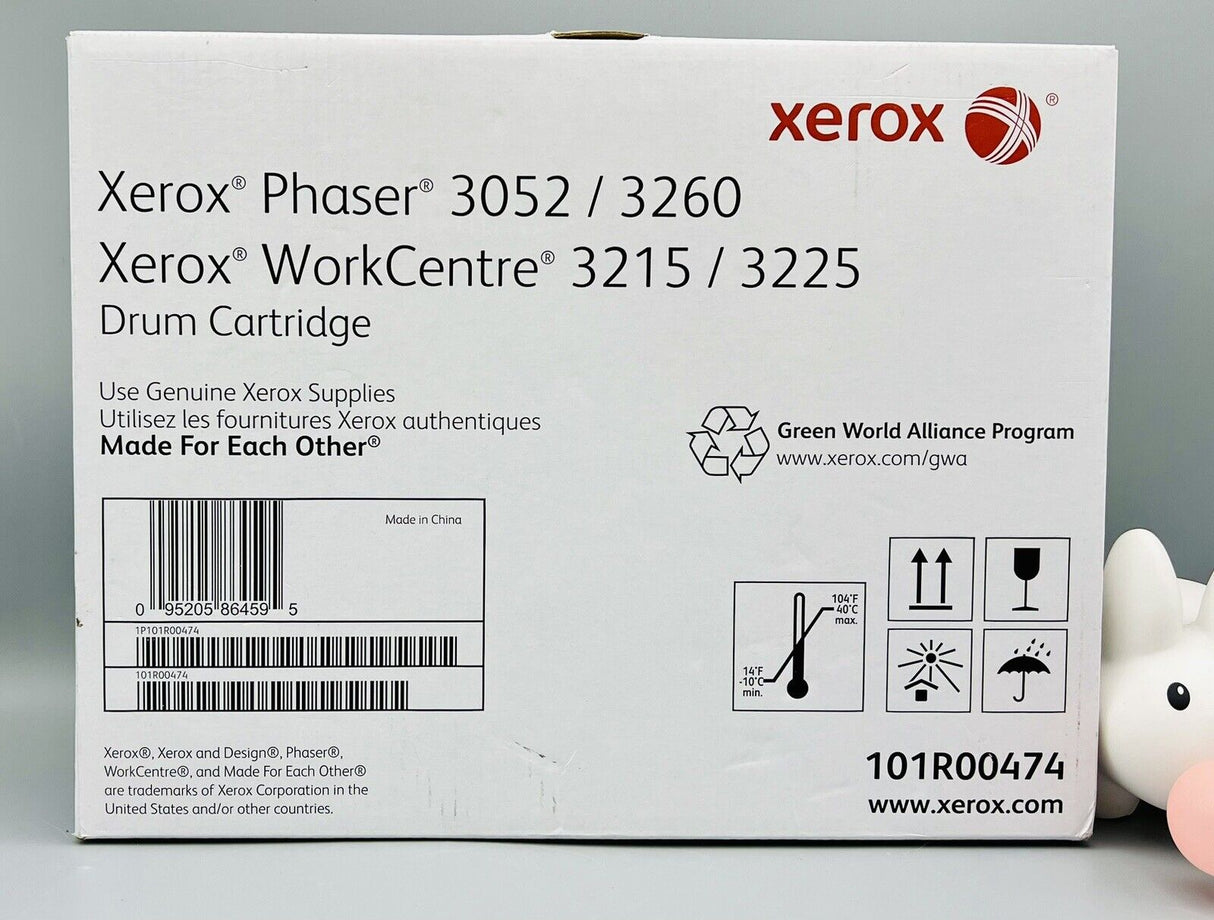 xerox ®
Xerox® Phaser® 3052 / 3260
Xerox® WorkCentre® 3215 / 3225
Drum Cartridge
Use Genuine Xerox Supplies
Utilisez les fournitures Xerox authentiques
Made For Each Other®
Green World Alliance Program
www.xerox.com/gwa
Made in China
0 95205 86459 5
1P101R00474
101R00474
104°F
40°C
max.
14°F
-10°C
min.
Xerox®, Xerox and Design®, Phaser®,
WorkCentre®, and Made For Each Other®
are trademarks of Xerox Corporation in the
United States and/or other countries.
101R00474
www.xerox.com